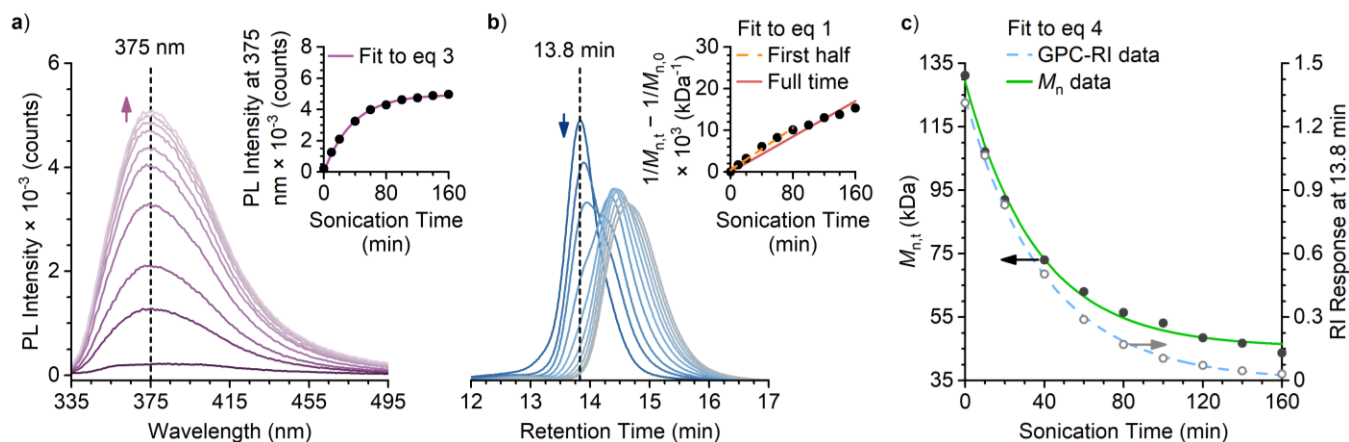 a)
375 nm
PL Intensity × 10⁻³ (counts)
6
4
2
0
335
375
415
455
495
Wavelength (nm)
PL Intensity at 375
nm × 10⁻³ (counts)
Fit to eq 3
8
6
4
2
0
0
80
160
Sonication Time
(min)
b)
13.8 min
12
13
14
15
16
17
Retention Time (min)
1/Mn,t − 1/Mn,0
× 10³ (kDa⁻¹)
Fit to eq 1
First half
Full time
30
20
10
0
0
80
160
Sonication Time
(min)
c)
Fit to eq 4
GPC-RI data
Mn data
Mn,t (kDa)
135
115
95
75
55
35
0
40
80
120
160
Sonication Time (min)
1.5
1.2
0.9
0.6
0.3
0
RI Response at 13.8 min